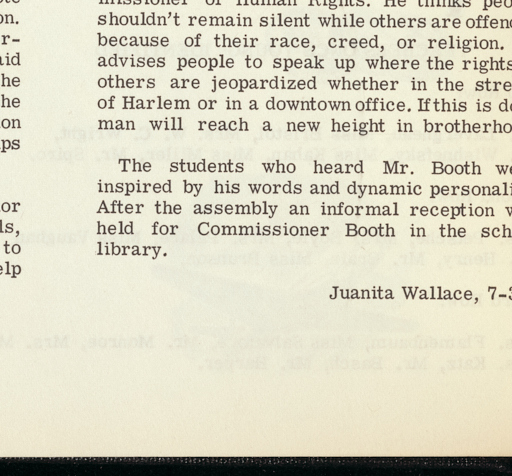 on.
r-
aid
he
he
on
ps
or
ls,
to
elp
missioner of Human Rights. He thinks peo
shouldn't remain silent while others are offen
because of their race, creed, or religion.
advises people to speak up where the rights
others are jeopardized whether in the stre
of Harlem or in a downtown office. If this is do
man will reach a new height in brotherho
The students who heard Mr. Booth we
inspired by his words and dynamic personali
After the assembly an informal reception w
held for Commissioner Booth in the sch
library.
Juanita Wallace, 7-3